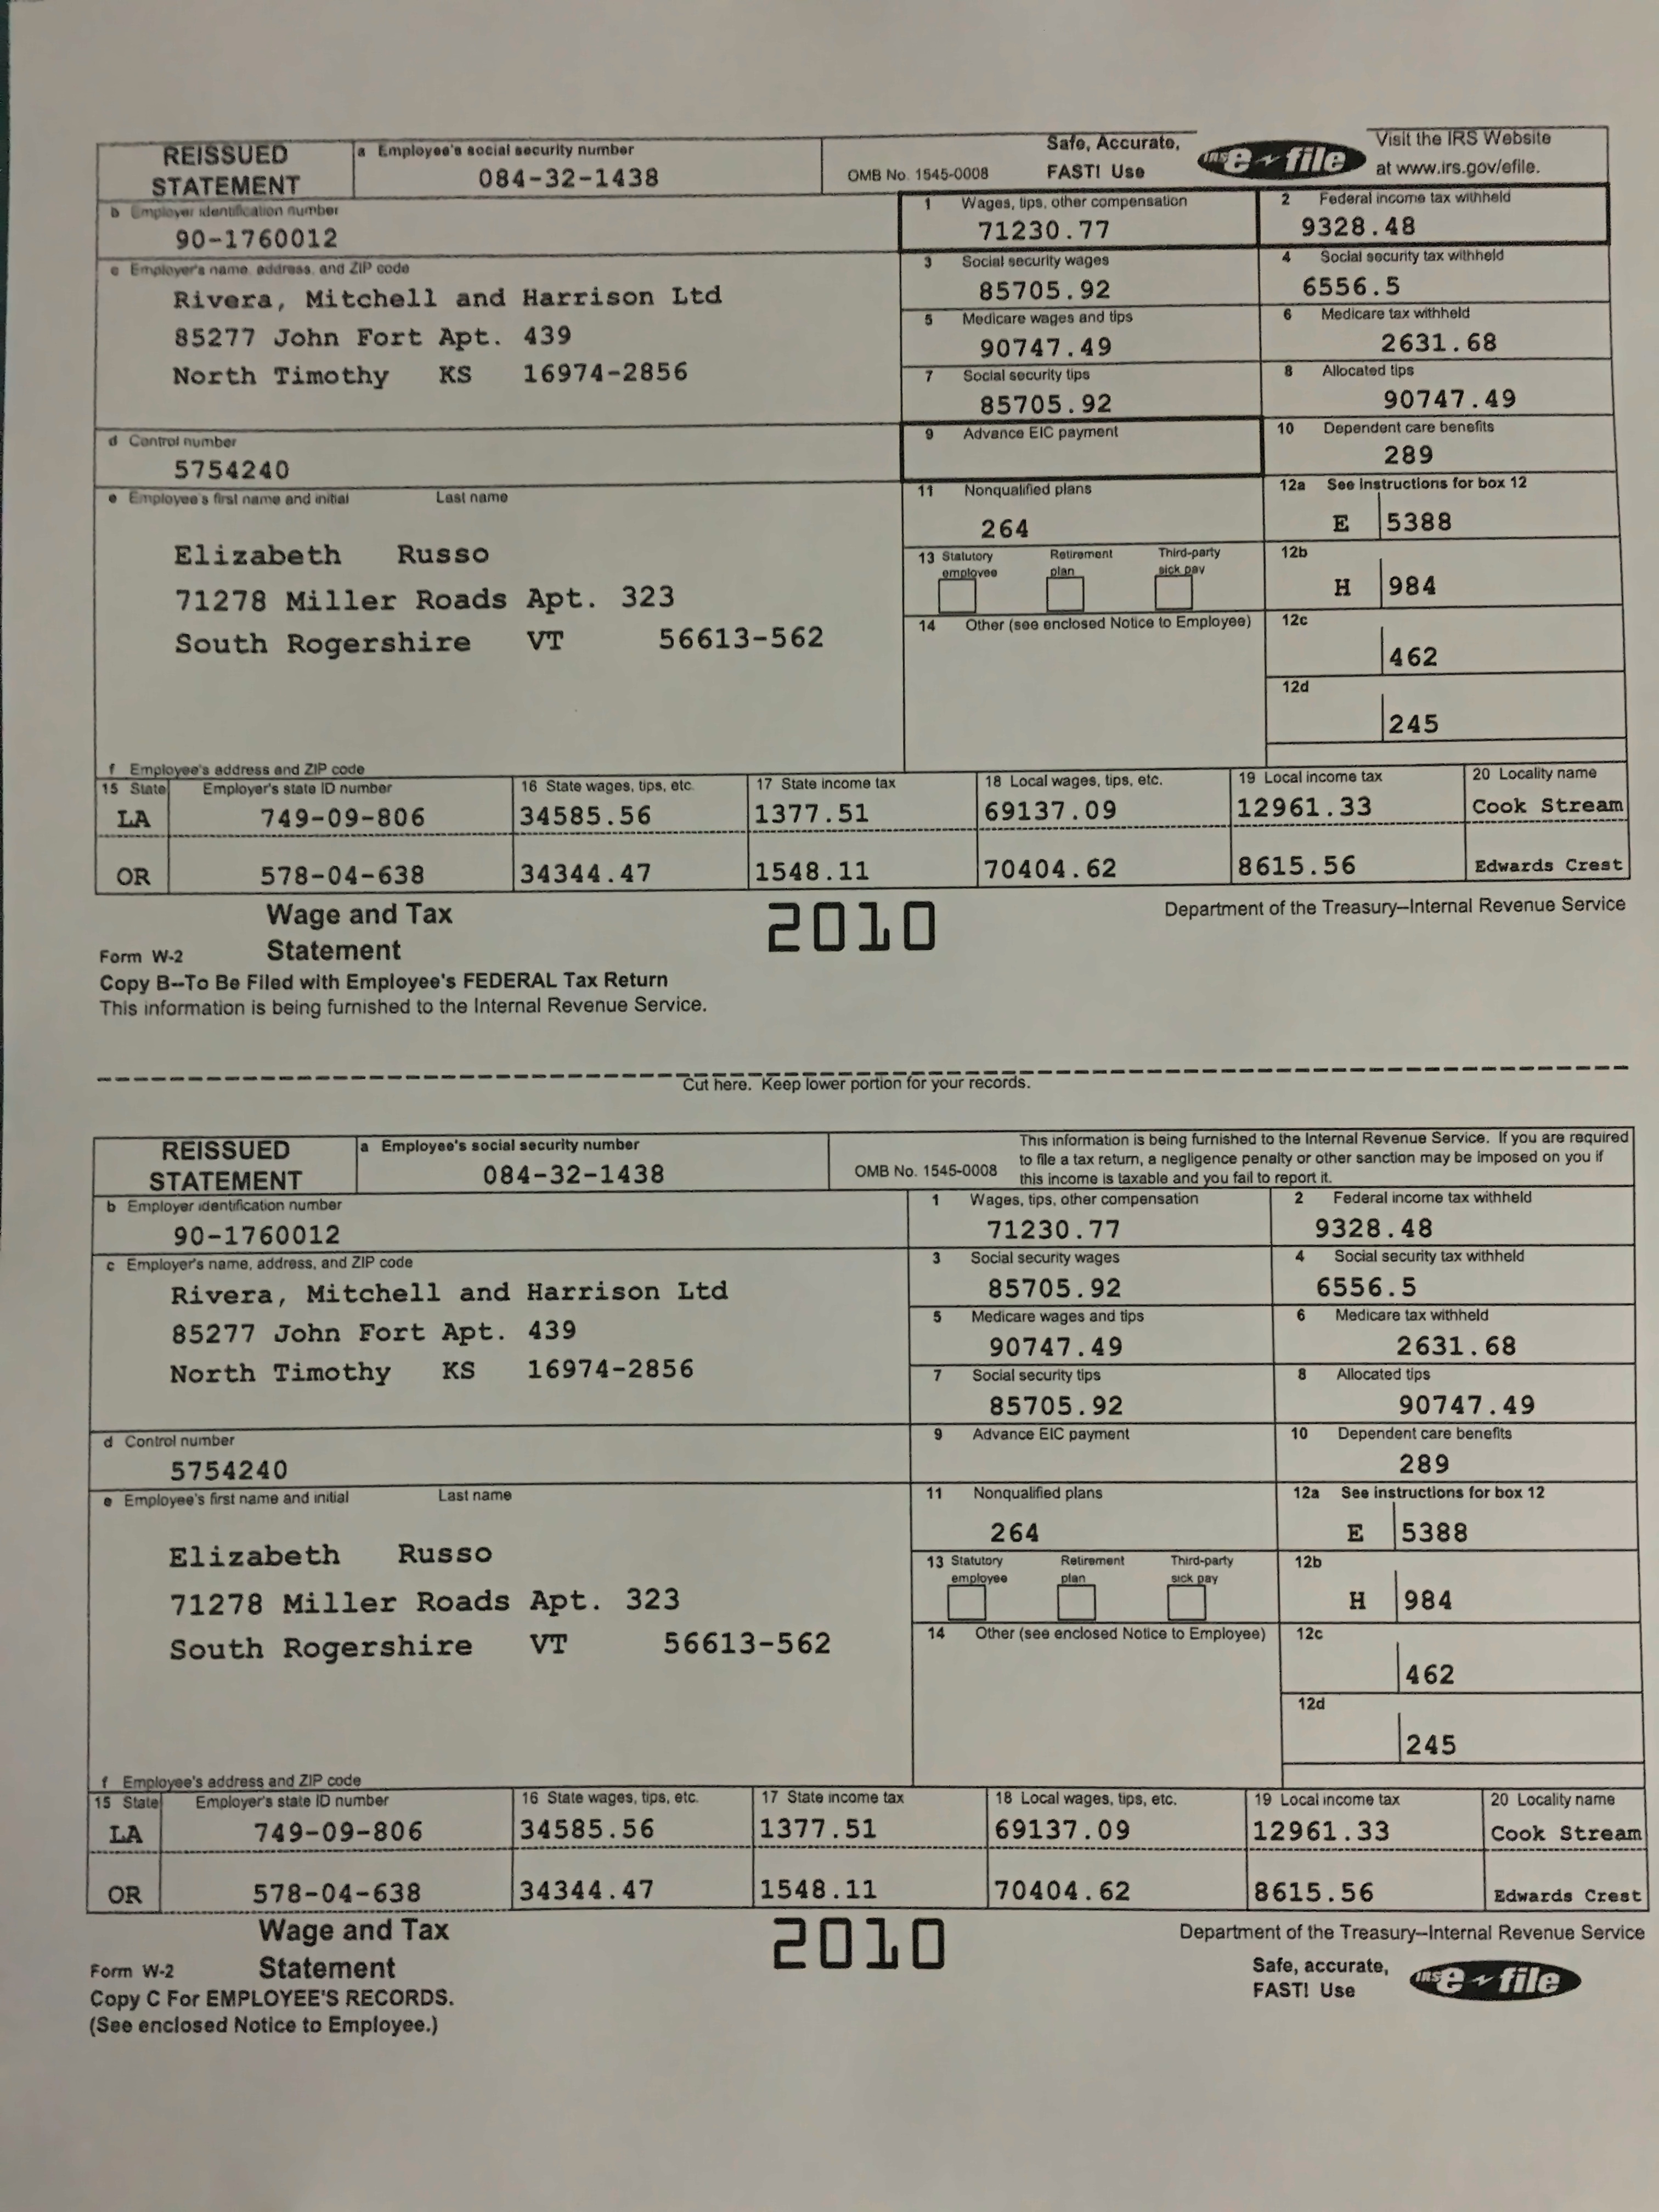 REISSUED STATEMENT
a Employee's social security number
084-32-1438
OMB No. 1545-0008
Safe, Accurate, FAST! Use
IRS e-file
Visit the IRS Website at www.irs.gov/efile.
b Employer identification number
90-1760012
1 Wages, tips, other compensation
71230.77
2 Federal income tax withheld
9328.48
c Employer's name, address, and ZIP code
Rivera, Mitchell and Harrison Ltd
85277 John Fort Apt. 439
North Timothy KS 16974-2856
3 Social security wages
85705.92
4 Social security tax withheld
6556.5
5 Medicare wages and tips
90747.49
6 Medicare tax withheld
2631.68
7 Social security tips
85705.92
8 Allocated tips
90747.49
d Control number
5754240
9 Advance EIC payment
10 Dependent care benefits
289
e Employee's first name and initial Last name
Elizabeth Russo
71278 Miller Roads Apt. 323
South Rogershire VT 56613-562
11 Nonqualified plans
264
12a See instructions for box 12
E 5388
13 Statutory employee Retirement plan Third-party sick pay
12b
H 984
14 Other (see enclosed Notice to Employee)
12c
462
12d
245
f Employee's address and ZIP code
15 State Employer's state ID number 16 State wages, tips, etc. 17 State income tax 18 Local wages, tips, etc. 19 Local income tax 20 Locality name
LA 749-09-806 34585.56 1377.51 69137.09 12961.33 Cook Stream
OR 578-04-638 34344.47 1548.11 70404.62 8615.56 Edwards Crest
Wage and Tax
Form W-2 Statement
2010
Department of the Treasury--Internal Revenue Service
Copy B--To Be Filed with Employee's FEDERAL Tax Return
This information is being furnished to the Internal Revenue Service.
Cut here. Keep lower portion for your records.
REISSUED STATEMENT
a Employee's social security number
084-32-1438
OMB No. 1545-0008
This information is being furnished to the Internal Revenue Service. If you are required
to file a tax return, a negligence penalty or other sanction may be imposed on you if
this income is taxable and you fail to report it.
b Employer identification number
90-1760012
1 Wages, tips, other compensation
71230.77
2 Federal income tax withheld
9328.48
c Employer's name, address, and ZIP code
Rivera, Mitchell and Harrison Ltd
85277 John Fort Apt. 439
North Timothy KS 16974-2856
3 Social security wages
85705.92
4 Social security tax withheld
6556.5
5 Medicare wages and tips
90747.49
6 Medicare tax withheld
2631.68
7 Social security tips
85705.92
8 Allocated tips
90747.49
d Control number
5754240
9 Advance EIC payment
10 Dependent care benefits
289
e Employee's first name and initial Last name
Elizabeth Russo
71278 Miller Roads Apt. 323
South Rogershire VT 56613-562
11 Nonqualified plans
264
12a See instructions for box 12
E 5388
13 Statutory employee Retirement plan Third-party sick pay
12b
H 984
14 Other (see enclosed Notice to Employee)
12c
462
12d
245
f Employee's address and ZIP code
15 State Employer's state ID number 16 State wages, tips, etc. 17 State income tax 18 Local wages, tips, etc. 19 Local income tax 20 Locality name
LA 749-09-806 34585.56 1377.51 69137.09 12961.33 Cook Stream
OR 578-04-638 34344.47 1548.11 70404.62 8615.56 Edwards Crest
Wage and Tax
Form W-2 Statement
2010
Department of the Treasury--Internal Revenue Service
Copy C For EMPLOYEE'S RECORDS.
(See enclosed Notice to Employee.)
Safe, accurate,
FAST! Use
IRS e-file